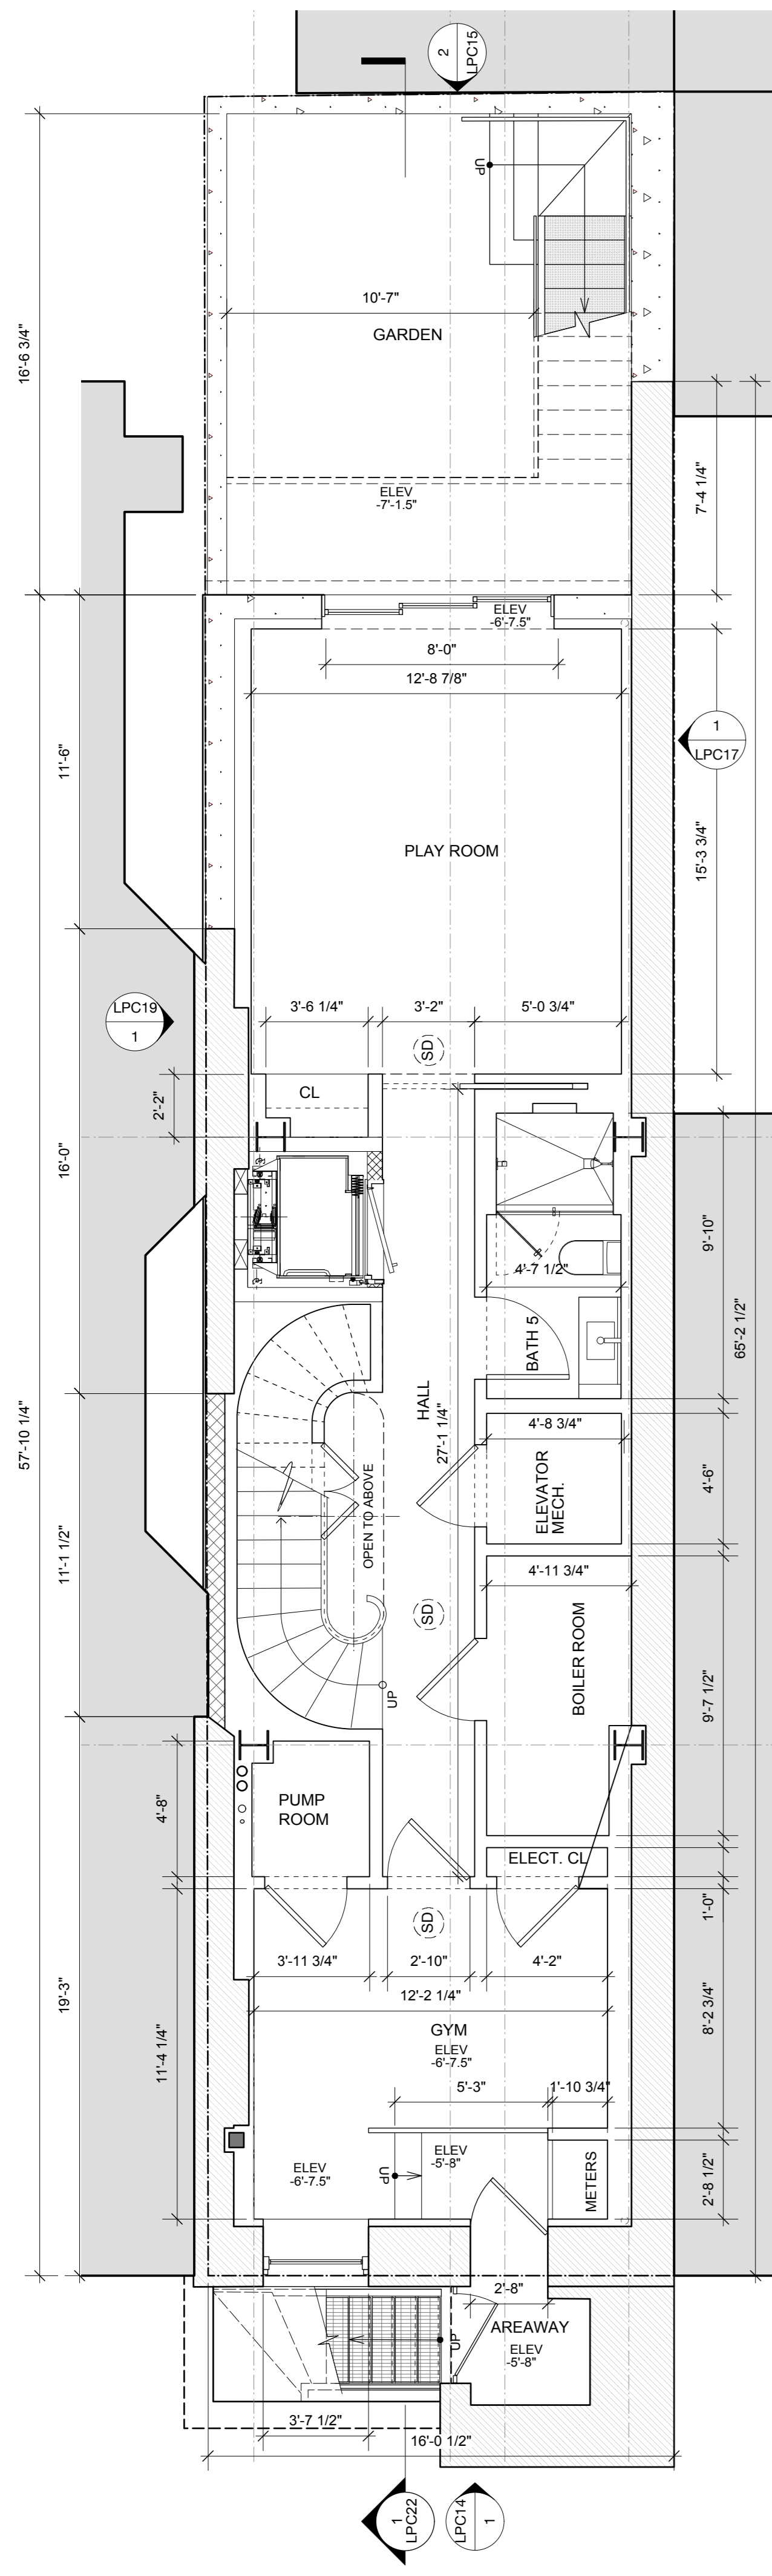 2
LPC15
UP
10'-7"
GARDEN
16'-6 3/4"
ELEV
-7'-1.5"
7'-4 1/4"
ELEV
-6'-7.5"
8'-0"
12'-8 7/8"
1
LPC17
11'-6"
PLAY ROOM
15'-3 3/4"
LPC19
1
3'-6 1/4"
3'-2"
5'-0 3/4"
SD
CL
2'-2"
16'-0"
9'-10"
4'-7 1/2"
BATH 5
65'-2 1/2"
HALL
27'-1 1/4"
57'-10 1/4"
4'-8 3/4"
ELEVATOR
MECH.
4'-6"
OPEN TO ABOVE
11'-1 1/2"
4'-11 3/4"
SD
BOILER ROOM
9'-7 1/2"
UP
PUMP
ROOM
4'-8"
ELECT. CL
1'-0"
SD
3'-11 3/4"
2'-10"
4'-2"
12'-2 1/4"
19'-3"
GYM
ELEV
-6'-7.5"
11'-4 1/4"
8'-2 3/4"
5'-3"
1'-10 3/4"
ELEV
-5'-8"
ELEV
-6'-7.5"
UP
METERS
2'-8 1/2"
2'-8"
AREAWAY
UP
ELEV
-5'-8"
3'-7 1/2"
16'-0 1/2"
1
LPC22
LPC14
1